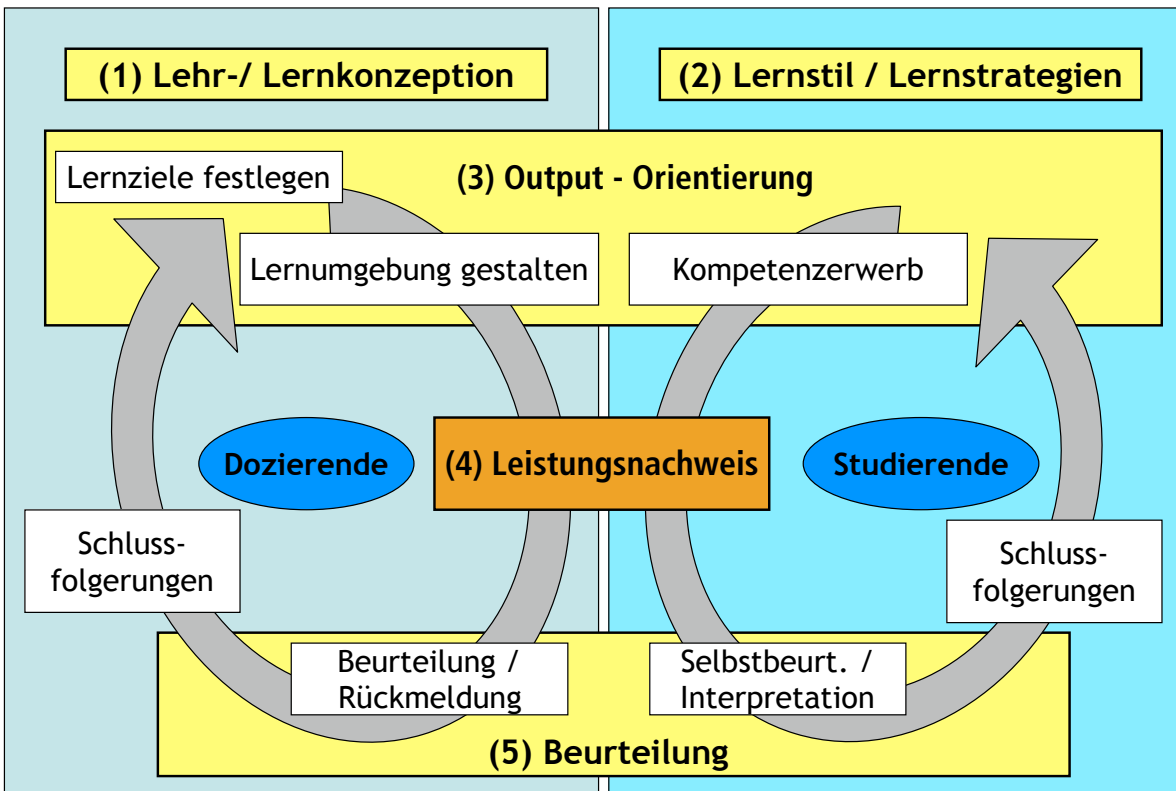 (1) Lehr-/ Lernkonzeption
(2) Lernstil / Lernstrategien
Lernziele festlegen
(3) Output - Orientierung
Lernumgebung gestalten
Kompetenzerwerb
Dozierende
(4) Leistungsnachweis
Studierende
Schluss-
folgerungen
Schluss-
folgerungen
Beurteilung /
Rückmeldung
Selbstbeurt. /
Interpretation
(5) Beurteilung